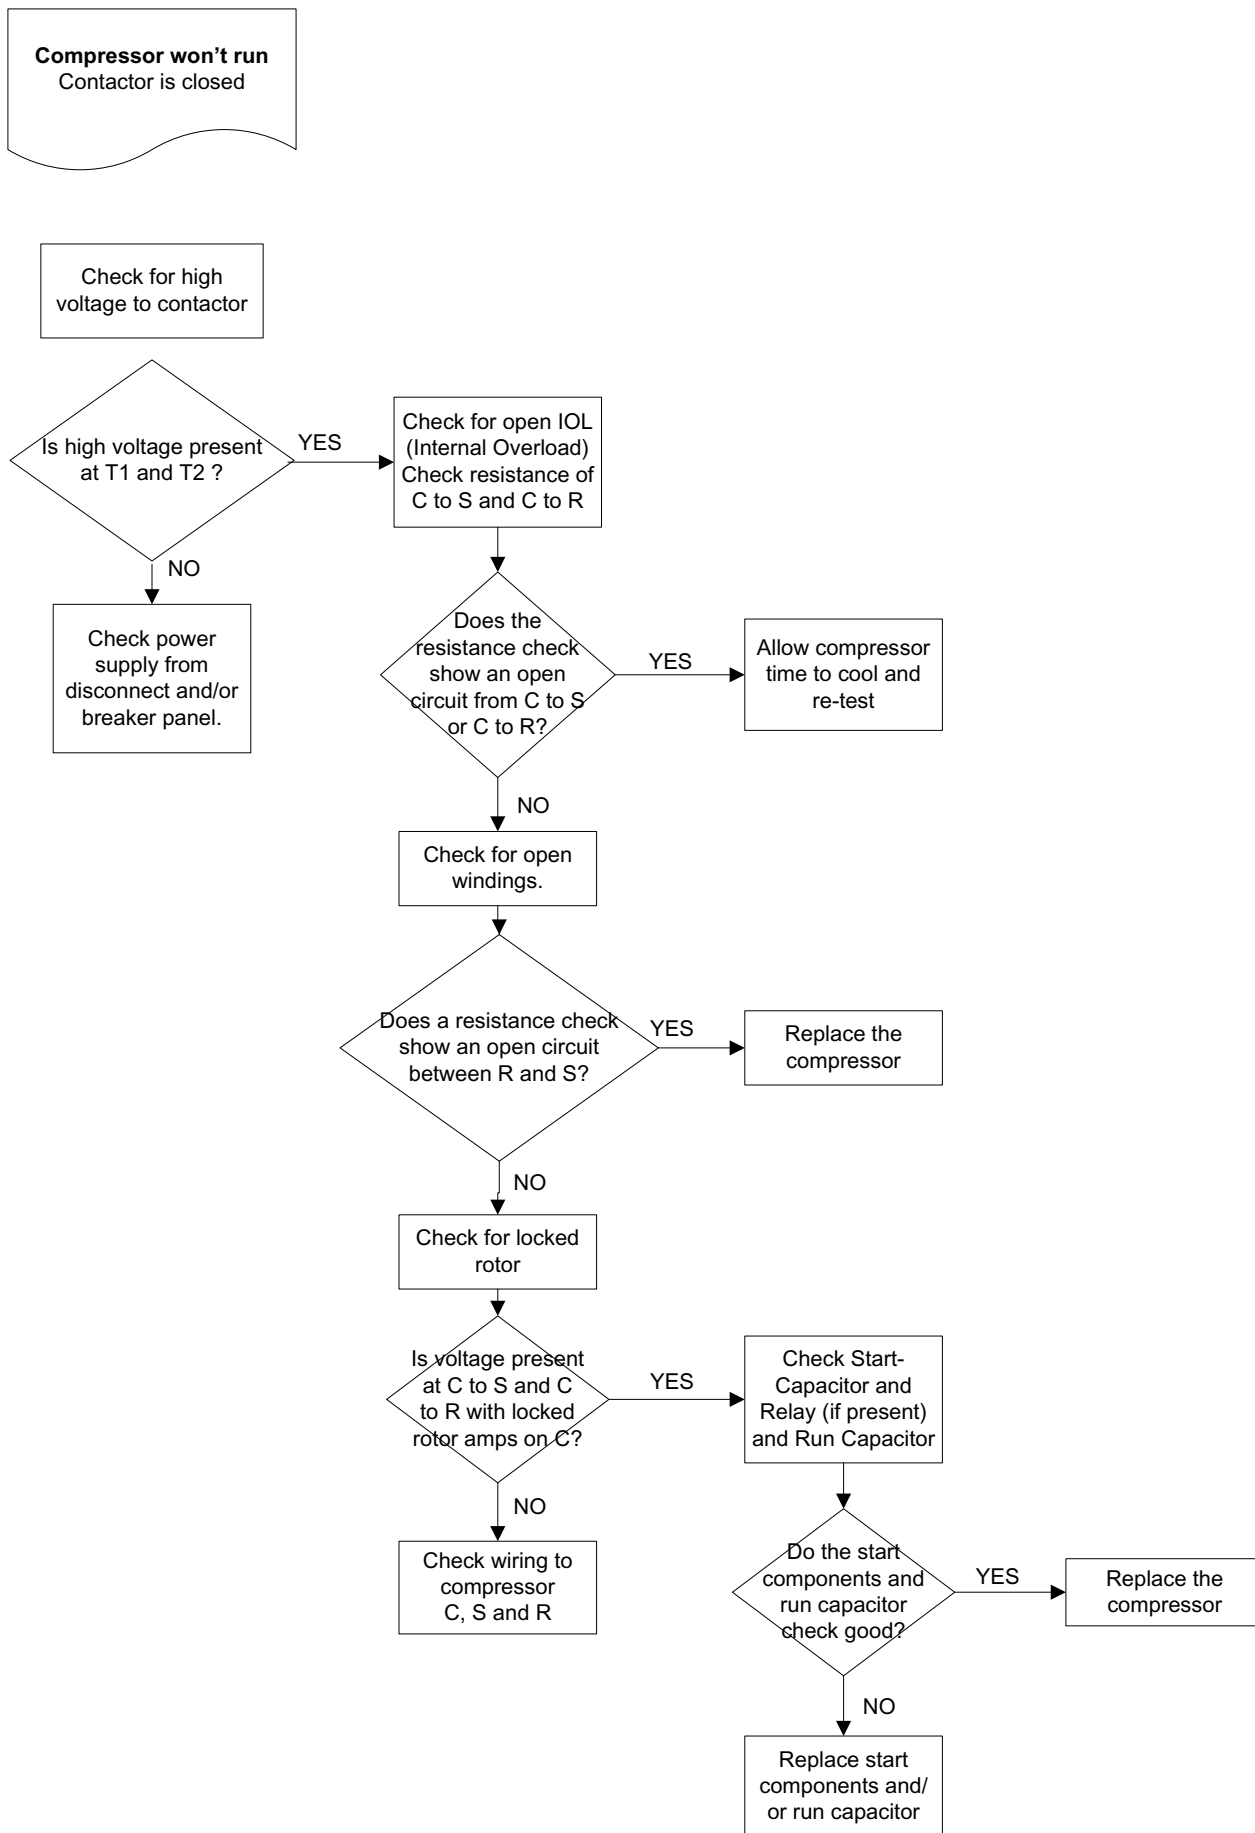 Compressor won't run
Contactor is closed
Check for high
voltage to contactor
Is high voltage present
at T1 and T2 ?
YES
NO
Check power
supply from
disconnect and/or
breaker panel.
Check for open IOL
(Internal Overload)
Check resistance of
C to S and C to R
Does the
resistance check
show an open
circuit from C to S
or C to R?
YES
Allow compressor
time to cool and
re-test
NO
Check for open
windings.
Does a resistance check
show an open circuit
between R and S?
YES
Replace the
compressor
NO
Check for locked
rotor
Is voltage present
at C to S and C
to R with locked
rotor amps on C?
YES
NO
Check wiring to
compressor
C, S and R
Check Start-
Capacitor and
Relay (if present)
and Run Capacitor
Do the start
components and
run capacitor
check good?
YES
Replace the
compressor
NO
Replace start
components and/
or run capacitor